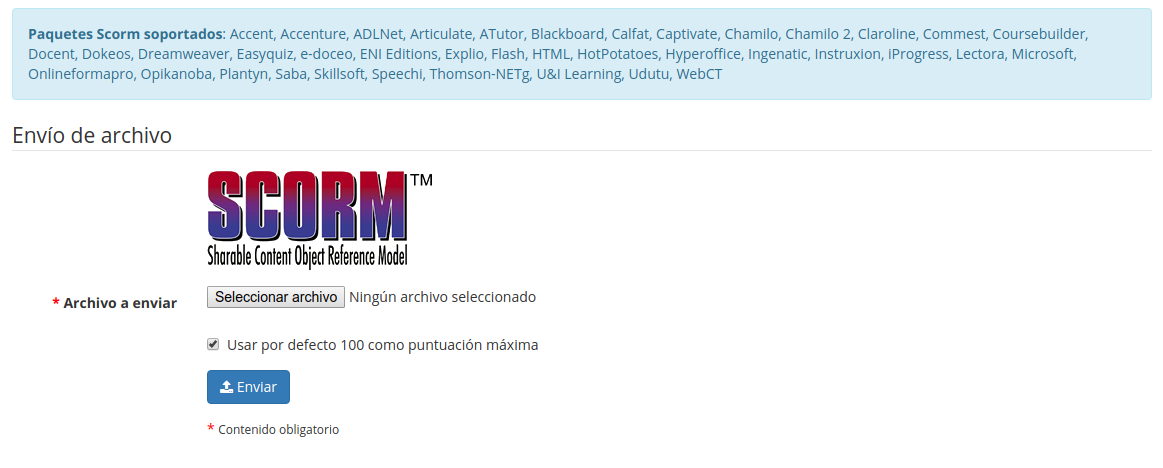 Paquetes Scorm soportados: Accent, Accenture, ADLNet, Articulate, ATutor, Blackboard, Calfat, Captivate, Chamilo, Chamilo 2, Claroline, Commest, Coursebuilder,
Docent, Dokeos, Dreamweaver, Easyquiz, e-doceo, ENI Editions, Explio, Flash, HTML, HotPotatoes, Hyperoffice, Ingenatic, Instruxion, iProgress, Lectora, Microsoft,
Onlineformapro, Opikanoba, Plantyn, Saba, Skillsoft, Speechi, Thomson-NETg, U&I Learning, Udutu, WebCT
Envío de archivo
SCORM™
Sharable Content Object Reference Model
* Archivo a enviar Seleccionar archivo Ningún archivo seleccionado
Usar por defecto 100 como puntuación máxima
Enviar
* Contenido obligatorio